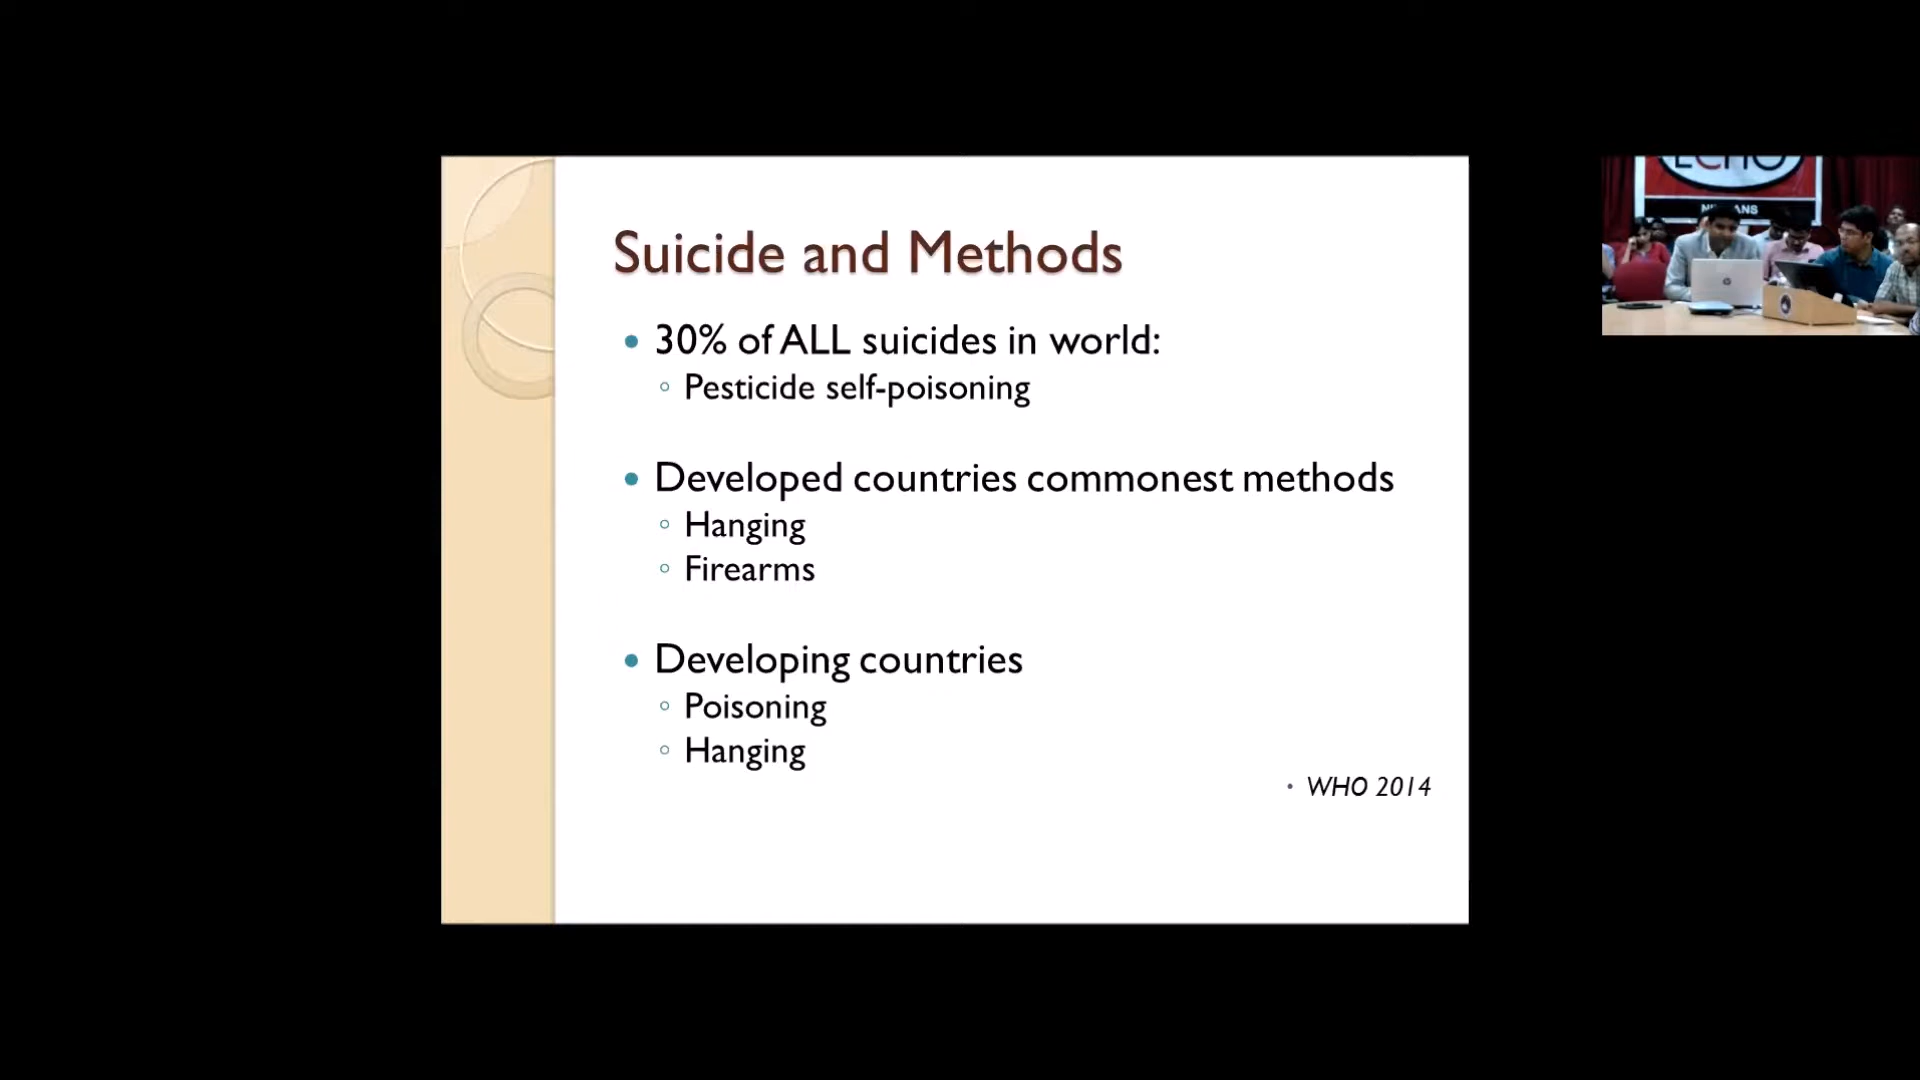 Suicide and Methods
• 30% of ALL suicides in world:
◦ Pesticide self-poisoning
• Developed countries commonest methods
◦ Hanging
◦ Firearms
• Developing countries
◦ Poisoning
◦ Hanging
• WHO 2014
ECHO